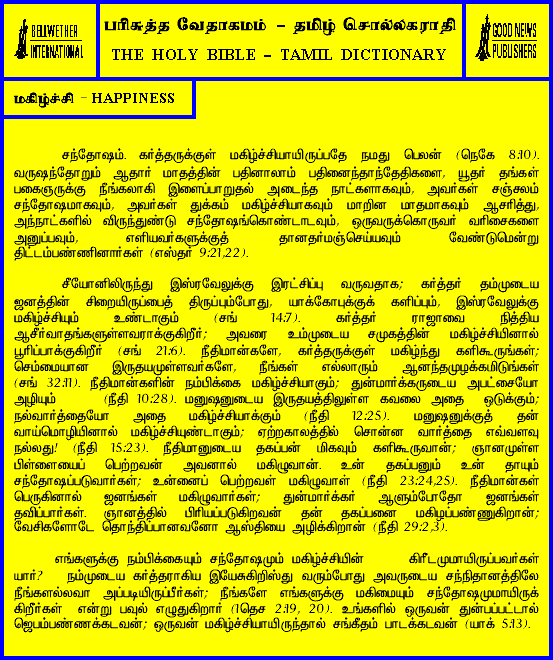 BELLWETHER
INTERNATIONAL
பரிசுத்த வேதாகமம் - தமிழ் சொல்லகராதி
THE HOLY BIBLE - TAMIL DICTIONARY
GOOD NEWS
PUBLISHERS
மகிழ்ச்சி - HAPPINESS
சந்தோஷம். கர்த்தருக்குள் மகிழ்ச்சியாயிருப்பதே நமது பெலன் (நெகே 8:10).
வருஷந்தோறும் ஆதார் மாதத்தின் பதினாலாம் பதினைந்தாந்தேதிகளை, யூதர் தங்கள்
பகைஞருக்கு நீங்கலாகி இளைப்பாறுதல் அடைந்த நாட்களாகவும், அவர்கள் சஞ்சலம்
சந்தோஷமாகவும், அவர்கள் துக்கம் மகிழ்ச்சியாகவும் மாறின மாதமாகவும் ஆசரித்து,
அந்நாட்களில் விருந்துண்டு சந்தோஷங்கொண்டாடவும், ஒருவருக்கொருவர் வரிசைகளை
அனுப்பவும், எளியவர்களுக்குத் தானதர்மஞ்செய்யவும் வேண்டுமென்று
திட்டம்பண்ணினார்கள் (எஸ்தர் 9:21,22).
சீயோனிலிருந்து இஸ்ரவேலுக்கு இரட்சிப்பு வருவதாக; கர்த்தர் தம்முடைய
ஜனத்தின் சிறையிருப்பைத் திருப்பும்போது, யாக்கோபுக்குக் களிப்பும், இஸ்ரவேலுக்கு
மகிழ்ச்சியும் உண்டாகும் (சங் 14:7). கர்த்தர் ராஜாவை நித்திய
ஆசீர்வாதங்களுள்ளவராக்குகிறீர்; அவரை உம்முடைய சமுகத்தின் மகிழ்ச்சியினால்
பூரிப்பாக்குகிறீர் (சங் 21:6). நீதிமான்களே, கர்த்தருக்குள் மகிழ்ந்து களிகூருங்கள்;
செம்மையான இருதயமுள்ளவர்களே, நீங்கள் எல்லாரும் ஆனந்தமுழக்கமிடுங்கள்
(சங் 32:11). நீதிமான்களின் நம்பிக்கை மகிழ்ச்சியாகும்; துன்மார்க்கருடைய அபட்சையோ
அழியும் (நீதி 10:28). மனுஷனுடைய இருதயத்திலுள்ள கவலை அதை ஒடுக்கும்;
நல்வார்த்தையோ அதை மகிழ்ச்சியாக்கும் (நீதி 12:25). மனுஷனுக்குத் தன்
வாய்மொழியினால் மகிழ்ச்சியுண்டாகும்; ஏற்றகாலத்தில் சொன்ன வார்த்தை எவ்வளவு
நல்லது! (நீதி 15:23). நீதிமானுடைய தகப்பன் மிகவும் களிகூருவான்; ஞானமுள்ள
பிள்ளையைப் பெற்றவன் அவனால் மகிழுவான். உன் தகப்பனும் உன் தாயும்
சந்தோஷப்படுவார்கள்; உன்னைப் பெற்றவள் மகிழுவாள் (நீதி 23:24,25). நீதிமான்கள்
பெருகினால் ஜனங்கள் மகிழுவார்கள்; துன்மார்க்கர் ஆளும்போதோ ஜனங்கள்
தவிப்பார்கள். ஞானத்தில் பிரியப்படுகிறவன் தன் தகப்பனை மகிழப்பண்ணுகிறான்;
வேசிகளோடே தொந்திப்பானவனோ ஆஸ்தியை அழிக்கிறான் (நீதி 29:2,3).
எங்களுக்கு நம்பிக்கையும் சந்தோஷமும் மகிழ்ச்சியின் கிரீடமுமாயிருப்பவர்கள்
யார்? நம்முடைய கர்த்தராகிய இயேசுகிறிஸ்து வரும்போது அவருடைய சந்நிதானத்திலே
நீங்களல்லவா அப்படியிருப்பீர்கள்; நீங்களே எங்களுக்கு மகிமையும் சந்தோஷமுமாயிருக்
கிறீர்கள் என்று பவுல் எழுதுகிறார் (1தெச 2:19, 20). உங்களில் ஒருவன் துன்பப்பட்டால்
ஜெபம்பண்ணக்கடவன்; ஒருவன் மகிழ்ச்சியாயிருந்தால் சங்கீதம் பாடக்கடவன் (யாக் 5:13).